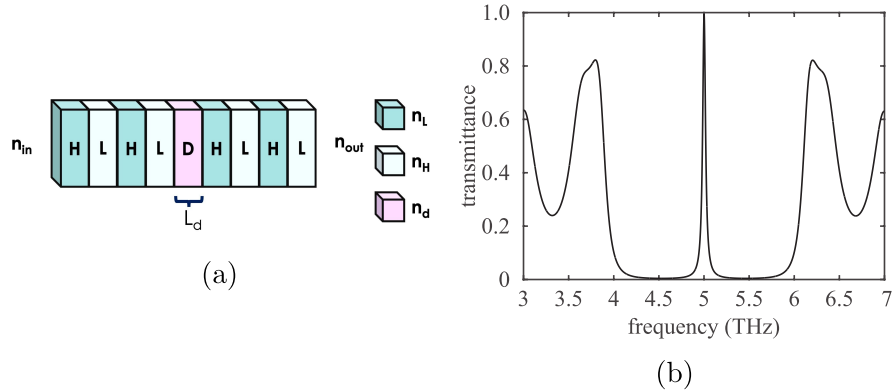 n_in H L H L D H L H L n_out
L_d
n_L
n_H
n_d
(a)
transmittance
1.0
0.8
0.6
0.4
0.2
0
3 3.5 4 4.5 5 5.5 6 6.5 7
frequency (THz)
(b)